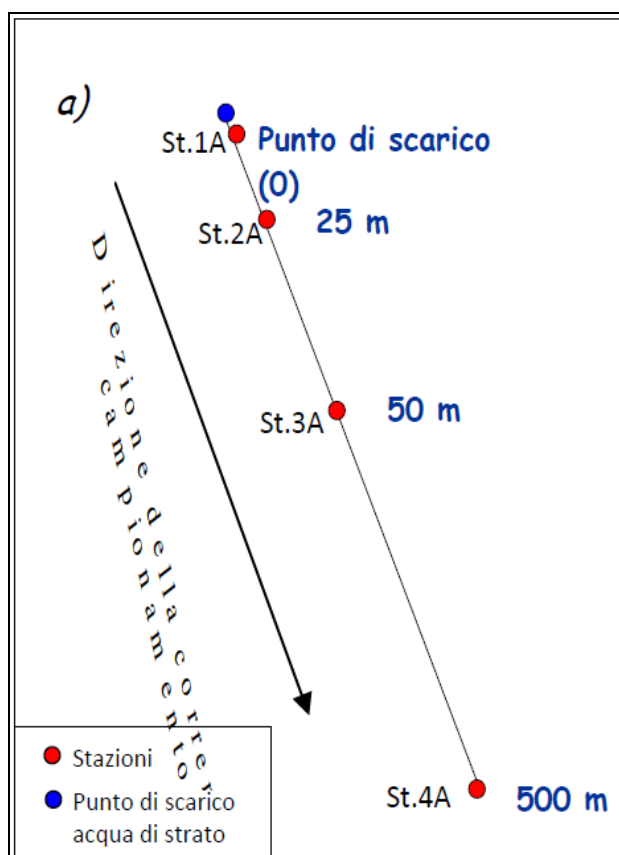 a)
St.1A
Punto di scarico
(0)
St.2A
25 m
Direzione della corren
campionamento
St.3A
50 m
St.4A
500 m
Stazioni
Punto di scarico
acqua di strato